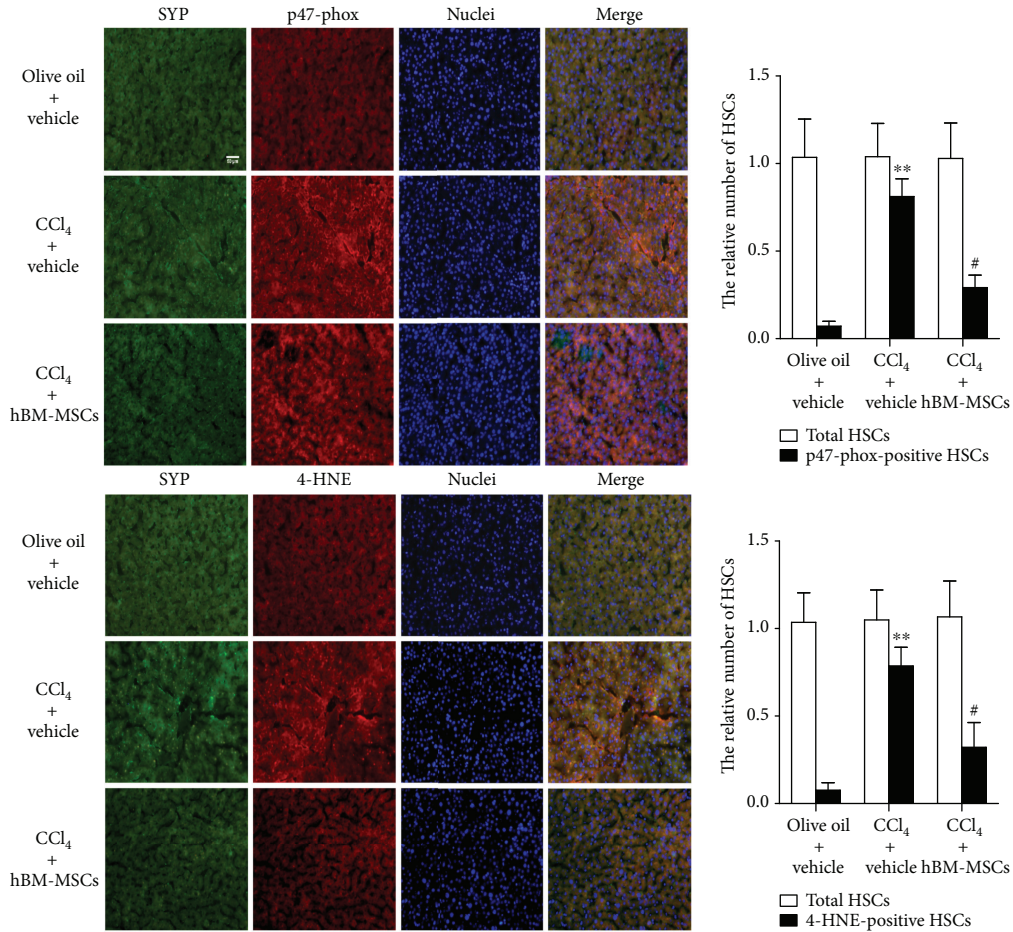 SYP p47-phox Nuclei Merge
Olive oil
+
vehicle
CCl4
+
vehicle
CCl4
+
hBM-MSCs
The relative number of HSCs
1.5
1.0
0.5
0.0
**
#
Olive oil
+
vehicle
CCl4
+
vehicle
CCl4
+
hBM-MSCs
Total HSCs
p47-phox-positive HSCs
SYP 4-HNE Nuclei Merge
Olive oil
+
vehicle
CCl4
+
vehicle
CCl4
+
hBM-MSCs
The relative number of HSCs
1.5
1.0
0.5
0.0
**
#
Olive oil
+
vehicle
CCl4
+
vehicle
CCl4
+
hBM-MSCs
Total HSCs
4-HNE-positive HSCs